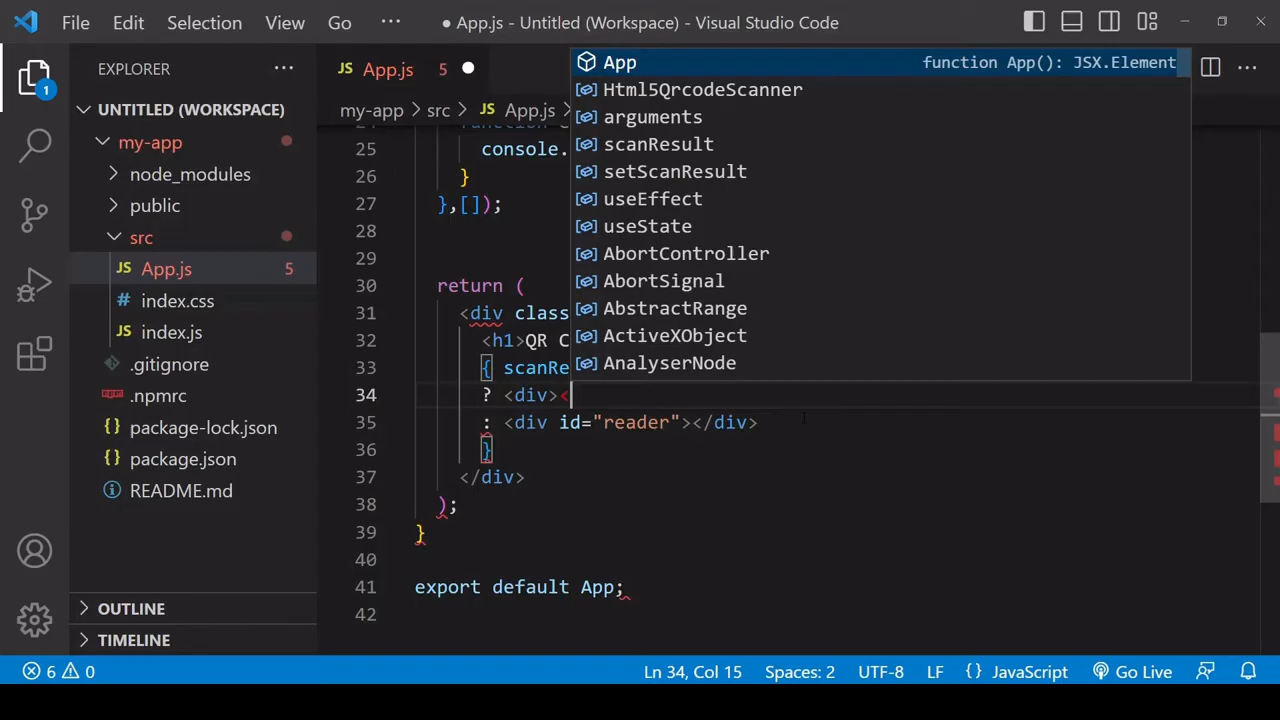 File Edit Selection View Go ··· ● App.js - Untitled (Workspace) - Visual Studio Code
EXPLORER ···
JS App.js 5 ●
1
UNTITLED (WORKSPACE)
my-app
node_modules
public
src
JS App.js 5
# index.css
JS index.js
.gitignore
.npmrc
{} package-lock.json
{} package.json
README.md
OUTLINE
TIMELINE
my-app > src > JS App.js >
App function App(): JSX.Element
Html5QrcodeScanner
arguments
scanResult
setScanResult
useEffect
useState
AbortController
AbortSignal
AbstractRange
ActiveXObject
AnalyserNode
25 console.
26 }
27 },[]);
28
29
30 return (
31 <div class
32 <h1>QR C
33 { scanRe
34 ? <div><
35 : <div id="reader"></div>
36 }
37 </div>
38 );
39 }
40
41 export default App;
42
6 0 Ln 34, Col 15 Spaces: 2 UTF-8 LF {} JavaScript Go Live